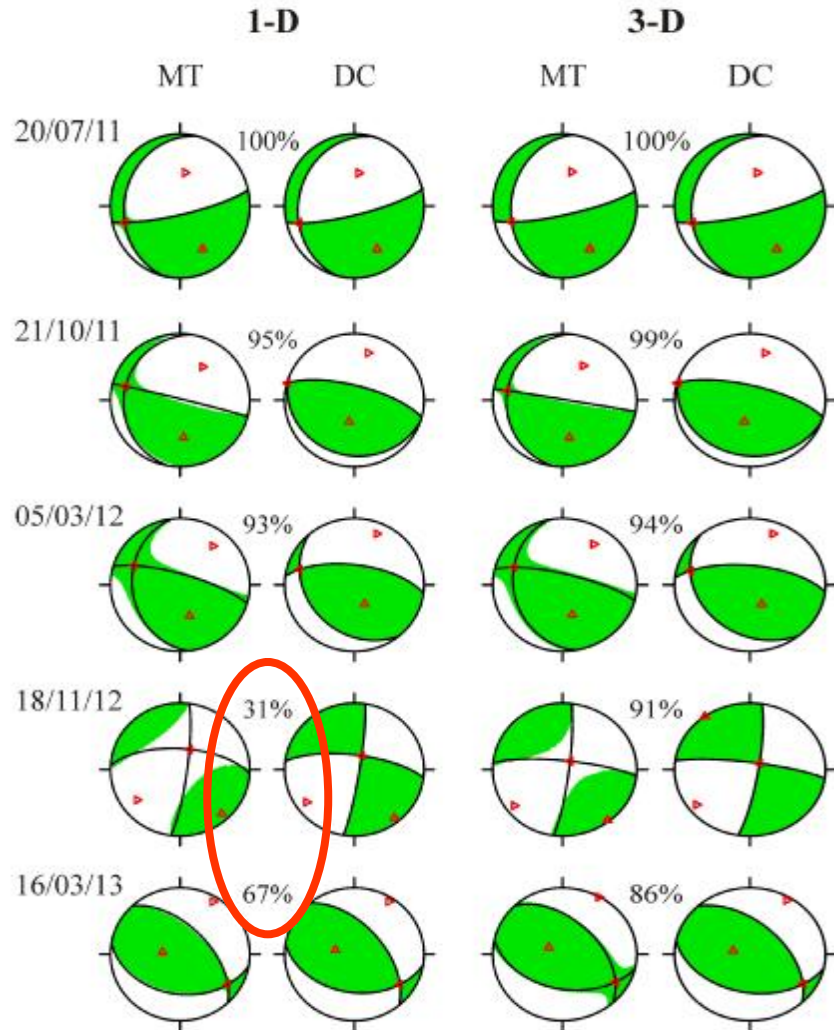 1-D 3-D
MT DC MT DC
20/07/11 100% 100%
21/10/11 95% 99%
05/03/12 93% 94%
18/11/12 31% 91%
16/03/13 67% 86%